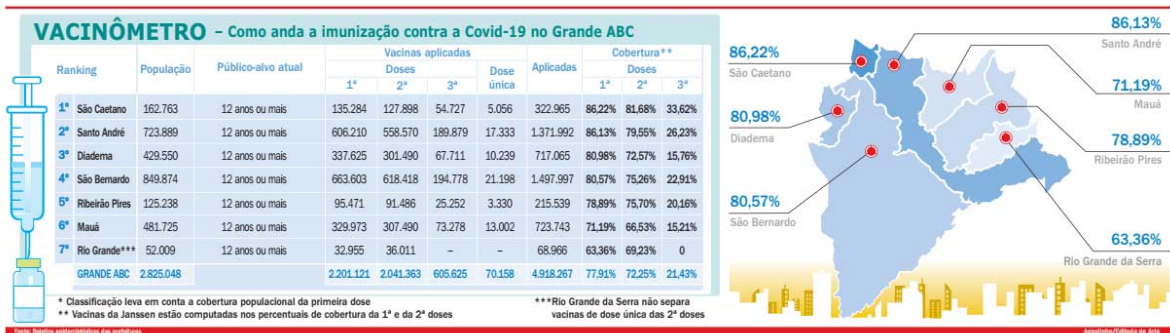 VACINÔMETRO – Como anda a imunização contra a Covid-19 no Grande ABC
Ranking População Público-alvo atual Vacinas aplicadas Aplicadas Cobertura**
Doses Dose única Doses
1ª 2ª 3ª 1ª 2ª 3ª
1º São Caetano 162.763 12 anos ou mais 135.284 127.898 54.727 5.056 322.965 86,22% 81,68% 33,62%
2º Santo André 723.889 12 anos ou mais 606.210 558.570 189.879 17.333 1.371.992 86,13% 79,55% 26,23%
3º Diadema 429.550 12 anos ou mais 337.625 301.490 67.711 10.239 717.065 80,98% 72,57% 15,76%
4º São Bernardo 849.874 12 anos ou mais 663.603 618.418 194.778 21.198 1.497.997 80,57% 75,26% 22,91%
5º Ribeirão Pires 125.238 12 anos ou mais 95.471 91.486 25.252 3.330 215.539 78,89% 75,70% 20,16%
6º Mauá 481.725 12 anos ou mais 329.973 307.490 73.278 13.002 723.743 71,19% 66,53% 15,21%
7º Rio Grande*** 52.009 12 anos ou mais 32.955 36.011 – – 68.966 63,36% 69,23% 0
GRANDE ABC 2.825.048 2.201.121 2.041.363 605.625 70.158 4.918.267 77,91% 72,25% 21,43%
* Classificação leva em conta a cobertura populacional da primeira dose
** Vacinas da Janssen estão computadas nos percentuais de cobertura da 1ª e da 2ª doses
***Rio Grande da Serra não separa
vacinas de dose única das 2ª doses
86,22%
São Caetano
80,98%
Diadema
80,57%
São Bernardo
86,13%
Santo André
71,19%
Mauá
78,89%
Ribeirão Pires
63,36%
Rio Grande da Serra
Fonte: Boletins epidemiológicos das prefeituras
Agostinho/Editoria de Arte